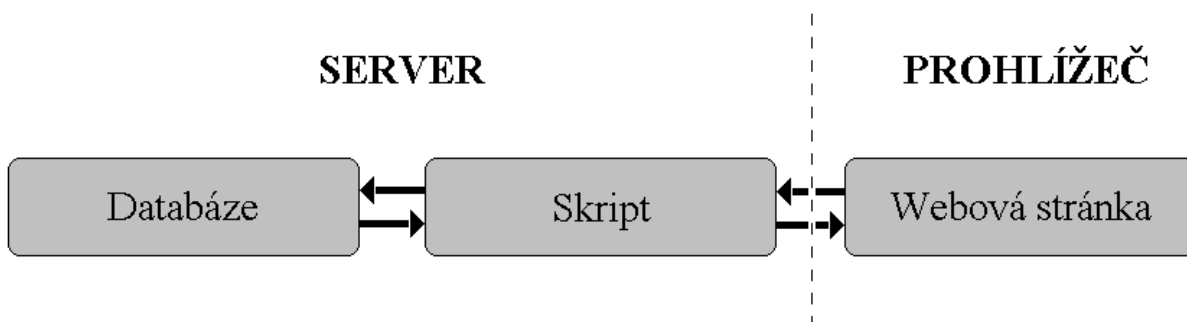 SERVER
PROHLÍŽEČ
Databáze
Skript
Webová stránka